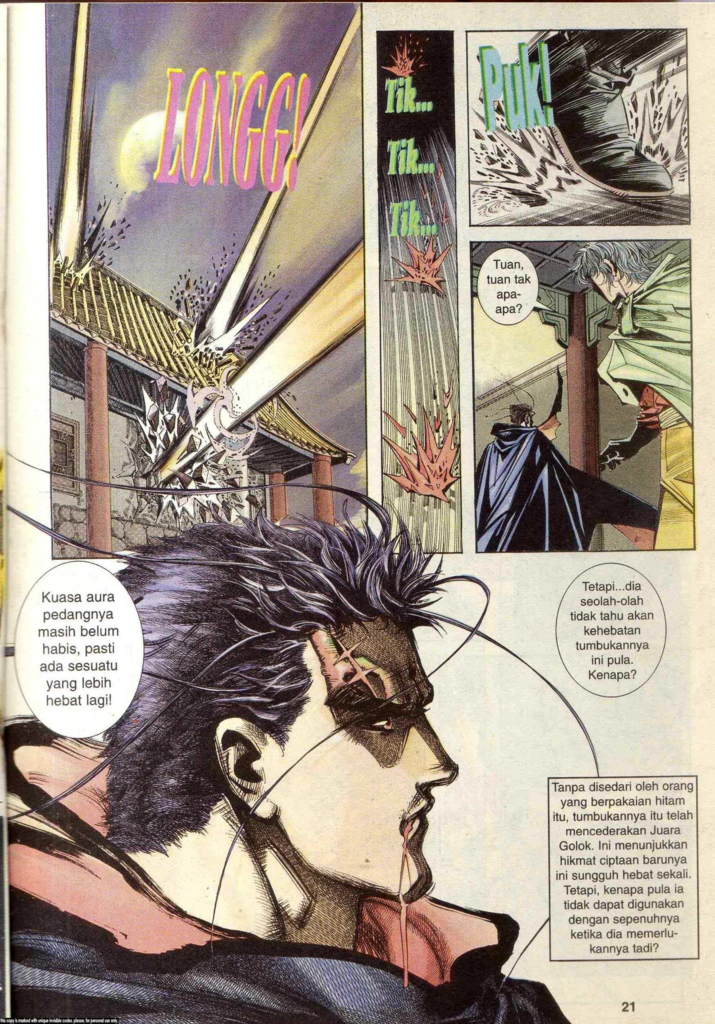 LONGG!
Tik...
Tik...
Tik...
Puk!
Tuan,
tuan tak
apa-
apa?
Kuasa aura
pedangnya
masih belum
habis, pasti
ada sesuatu
yang lebih
hebat lagi!
Tetapi...dia
seolah-olah
tidak tahu akan
kehebatan
tumbukannya
ini pula.
Kenapa?
Tanpa disedari oleh orang
yang berpakaian hitam
itu, tumbukannya itu telah
mencederakan Juara
Golok. Ini menunjukkan
hikmat ciptaan barunya
ini sungguh hebat sekali.
Tetapi, kenapa pula ia
tidak dapat digunakan
dengan sepenuhnya
ketika dia memerlu-
kannya tadi?
21